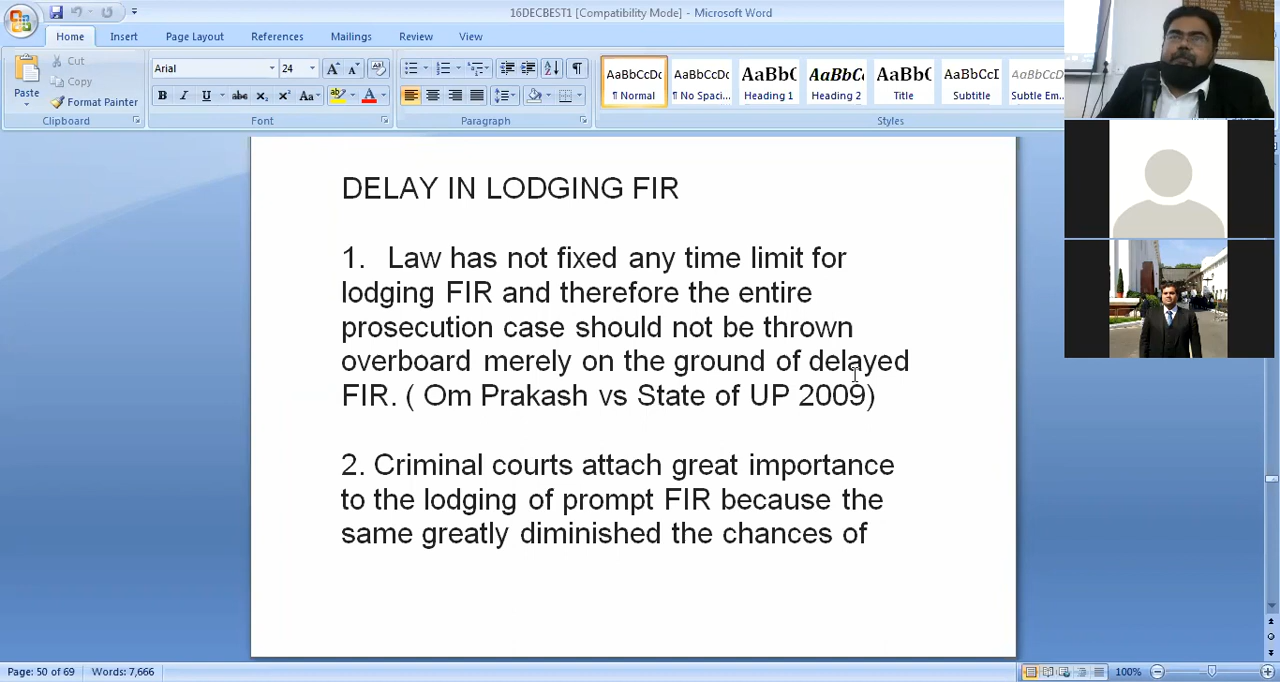 16DECBEST1 [Compatibility Mode] - Microsoft Word
Home Insert Page Layout References Mailings Review View
Paste
Cut
Copy
Format Painter
Clipboard
Arial 24
Font
Paragraph
AaBbCcDc AaBbCcDc AaBbC AaBbCc AaBbC AaBbCcI AaBbCcD
¶ Normal ¶ No Spaci... Heading 1 Heading 2 Title Subtitle Subtle Em...
Styles
DELAY IN LODGING FIR
1. Law has not fixed any time limit for
lodging FIR and therefore the entire
prosecution case should not be thrown
overboard merely on the ground of delayed
FIR. ( Om Prakash vs State of UP 2009)
2. Criminal courts attach great importance
to the lodging of prompt FIR because the
same greatly diminished the chances of
Page: 50 of 69 Words: 7,666 100%